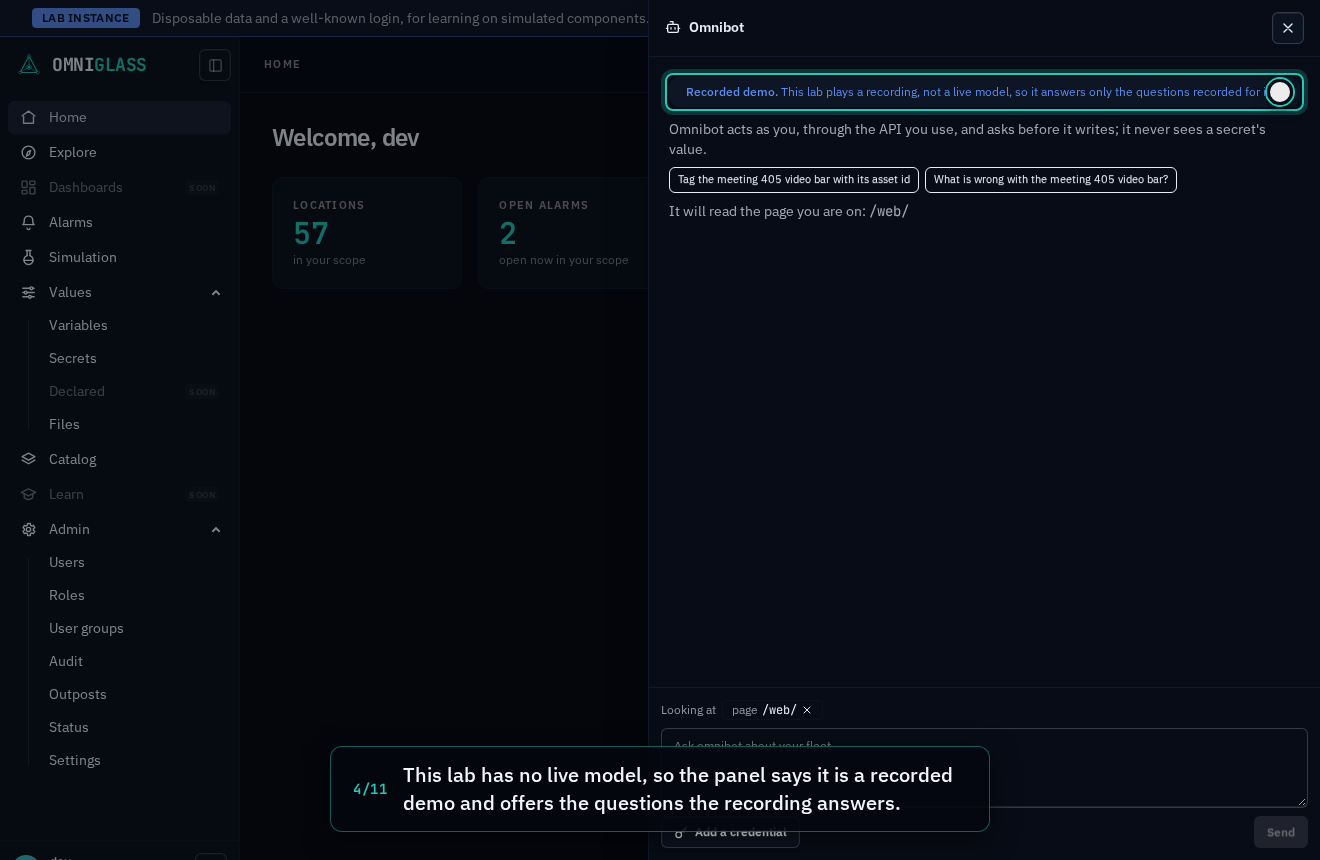 LAB INSTANCE Disposable data and a well-known login, for learning on simulated components.
OMNIGLASS
Home
Explore
Dashboards SOON
Alarms
Simulation
Values
Variables
Secrets
Declared SOON
Files
Catalog
Learn SOON
Admin
Users
Roles
User groups
Audit
Outposts
Status
Settings
HOME
Welcome, dev
LOCATIONS
57
in your scope
OPEN ALARMS
2
open now in your scope
Omnibot
Recorded demo. This lab plays a recording, not a live model, so it answers only the questions recorded for
Omnibot acts as you, through the API you use, and asks before it writes; it never sees a secret's
value.
Tag the meeting 405 video bar with its asset id
What is wrong with the meeting 405 video bar?
It will read the page you are on: /web/
Looking at page /web/
Ask omnibot about your fleet
4/11
This lab has no live model, so the panel says it is a recorded
demo and offers the questions the recording answers.
Add a credential
Send